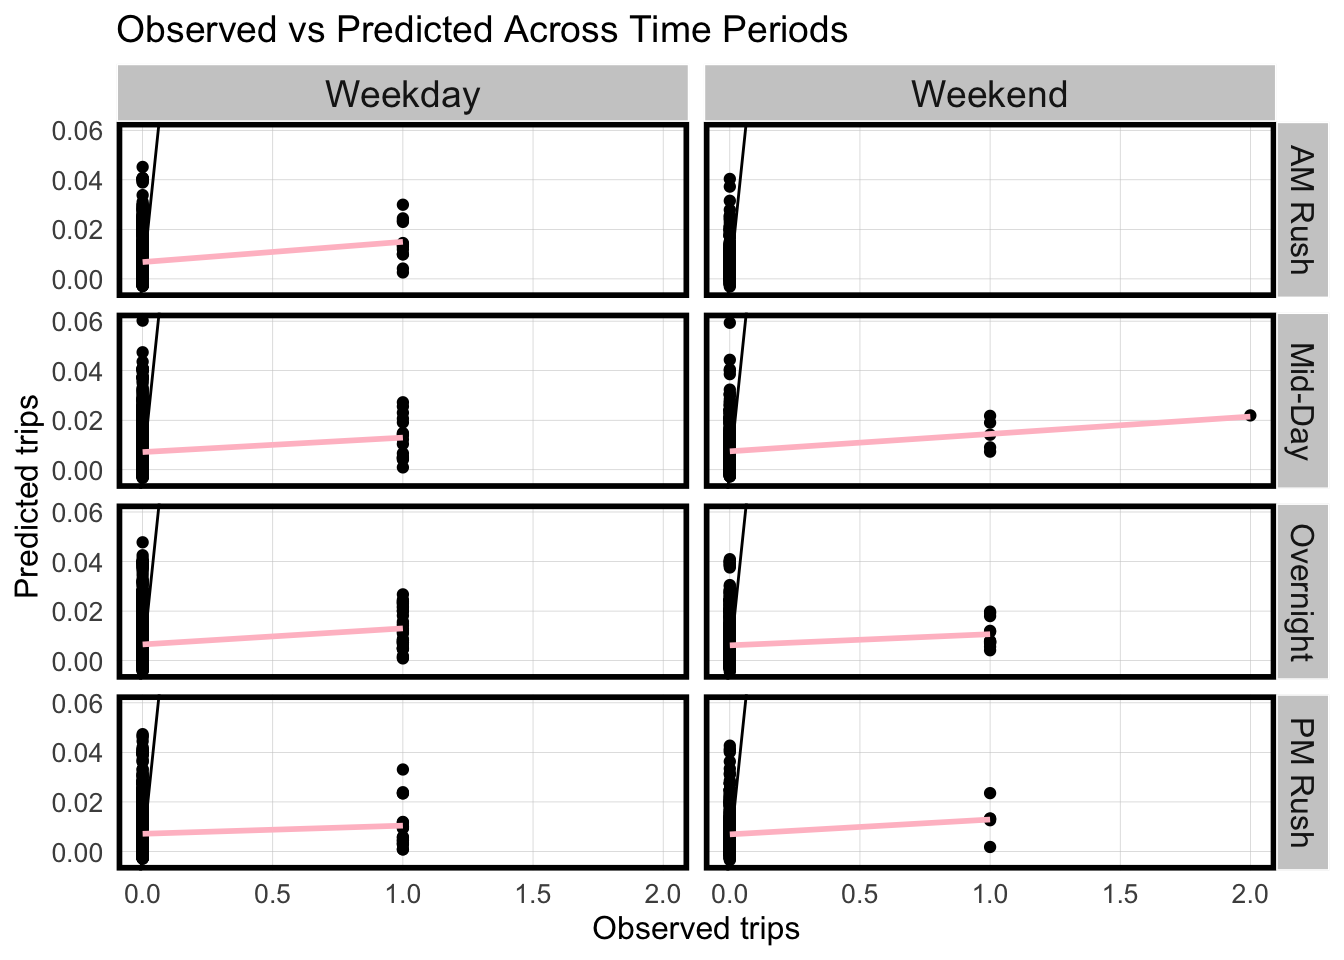 Observed vs Predicted Across Time Periods
Weekday
Weekend
0.06
0.04
0.02
0.00
AM Rush
0.06
0.04
0.02
0.00
Mid-Day
0.06
0.04
0.02
0.00
Overnight
0.06
0.04
0.02
0.00
PM Rush
Predicted trips
0.0 0.5 1.0 1.5 2.0
0.0 0.5 1.0 1.5 2.0
Observed trips